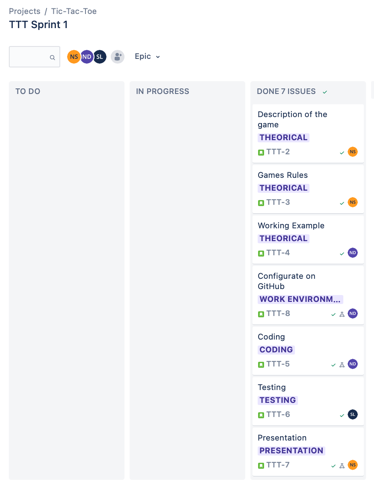 Projects / Tic-Tac-Toe
TTT Sprint 1
NS ND SL
Epic
TO DO
IN PROGRESS
DONE 7 ISSUES
Description of the
game
THEORICAL
TTT-2
NS
Games Rules
THEORICAL
TTT-3
NS
Working Example
THEORICAL
TTT-4
ND
Configurate on
GitHub
WORK ENVIRONM...
TTT-8
ND
Coding
CODING
TTT-5
ND
Testing
TESTING
TTT-6
SL
Presentation
PRESENTATION
TTT-7
NS